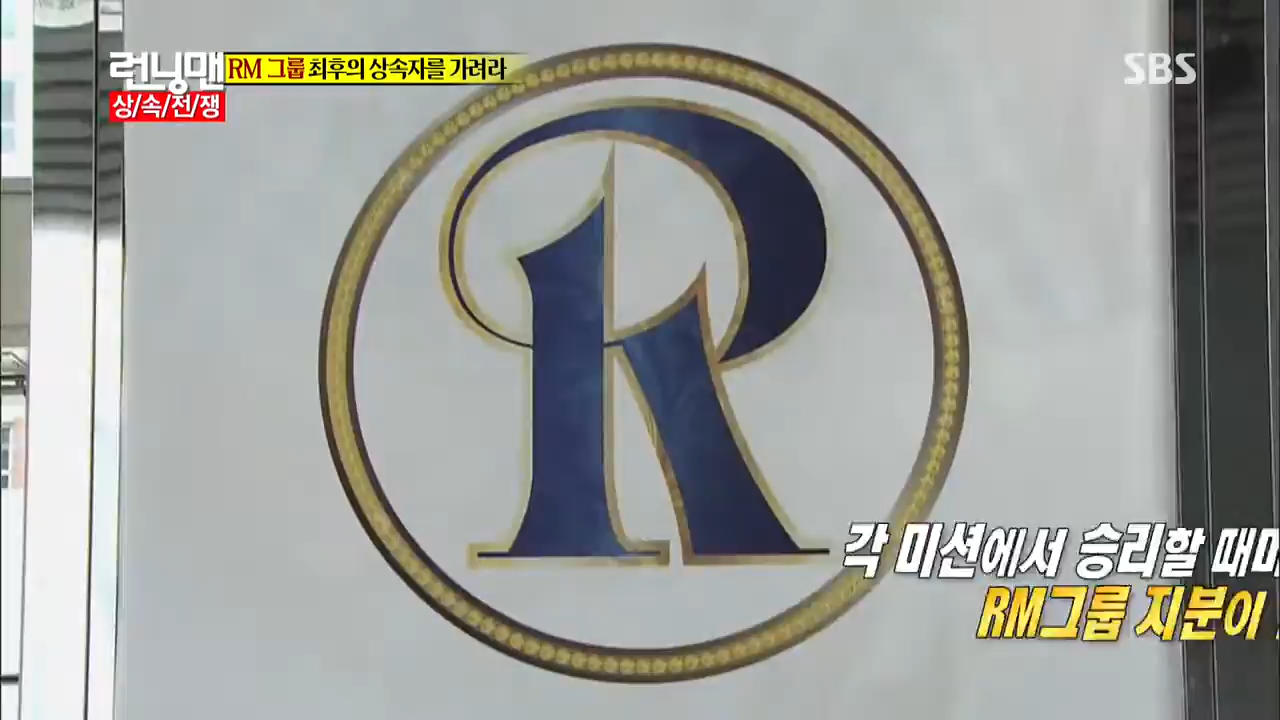 런닝맨
RM 그룹 최후의 상속자를 가려라
상/속/전/쟁
SBS
R
각 미션에서 승리할
RM그룹 지분이